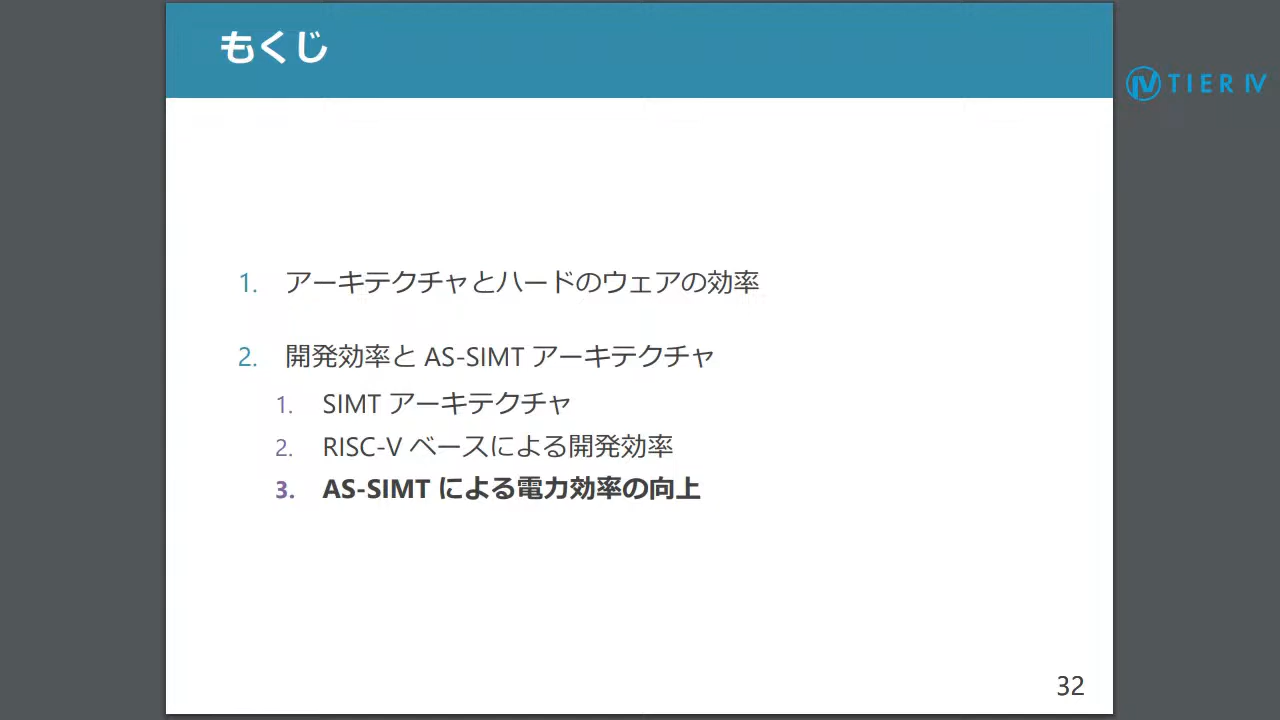 もくじ
TIER IV
1. アーキテクチャとハードのウェアの効率
2. 開発効率と AS-SIMT アーキテクチャ
1. SIMT アーキテクチャ
2. RISC-V ベースによる開発効率
3. AS-SIMT による電力効率の向上
32